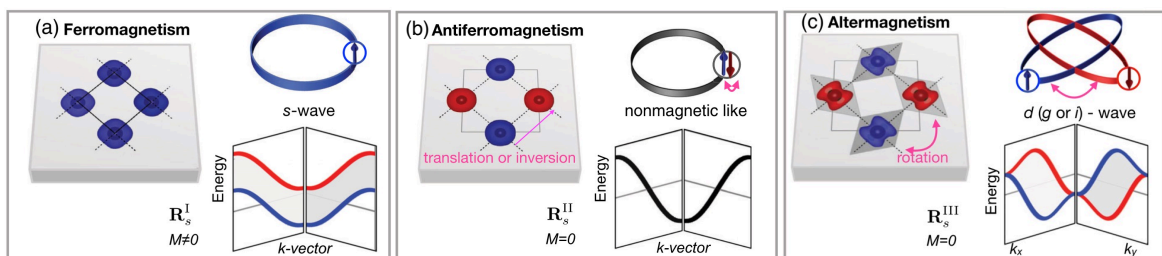 (a) Ferromagnetism
s-wave
Energy
R_s^I
M≠0
k-vector
(b) Antiferromagnetism
nonmagnetic like
translation or inversion
Energy
R_s^II
M=0
k-vector
(c) Altermagnetism
d (g or i) - wave
rotation
Energy
R_s^III
M=0
k_x
k_y